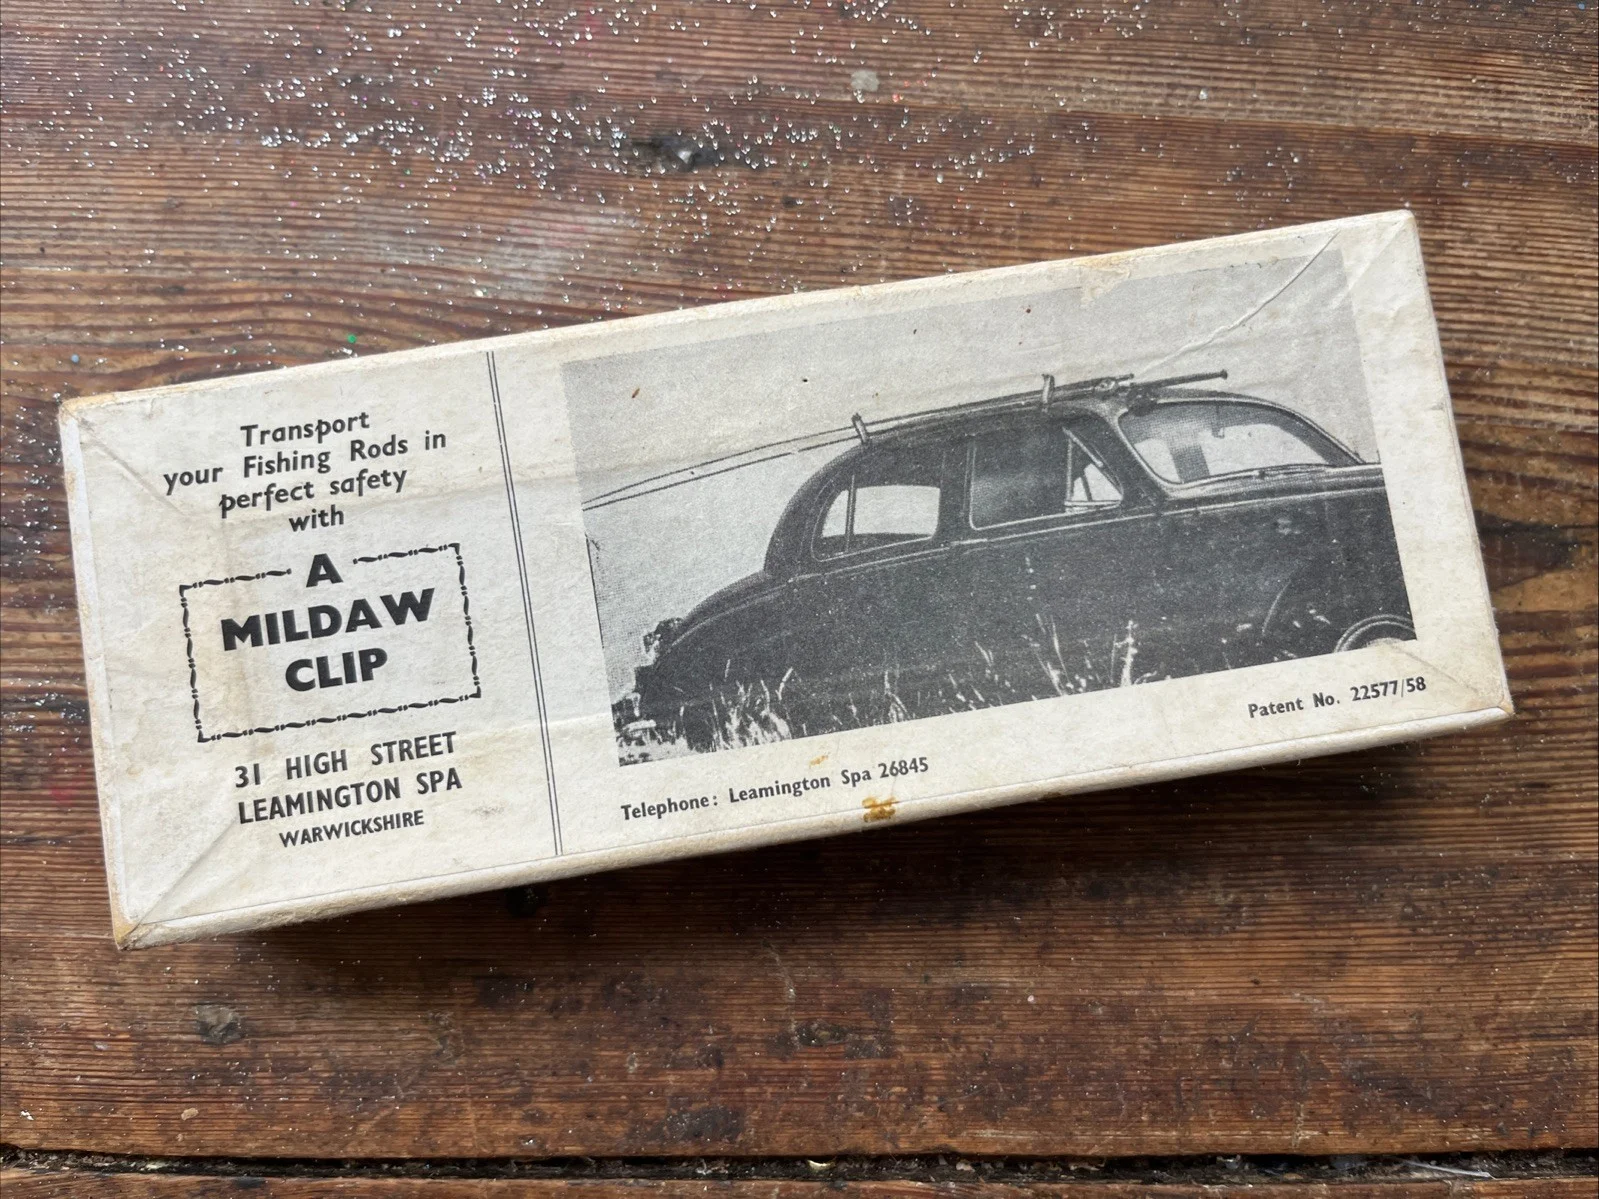 Transport
your Fishing Rods in
perfect safety
with
A
MILDAW
CLIP
31 HIGH STREET
LEAMINGTON SPA
WARWICKSHIRE
Telephone: Leamington Spa 26845
Patent No. 22577/58